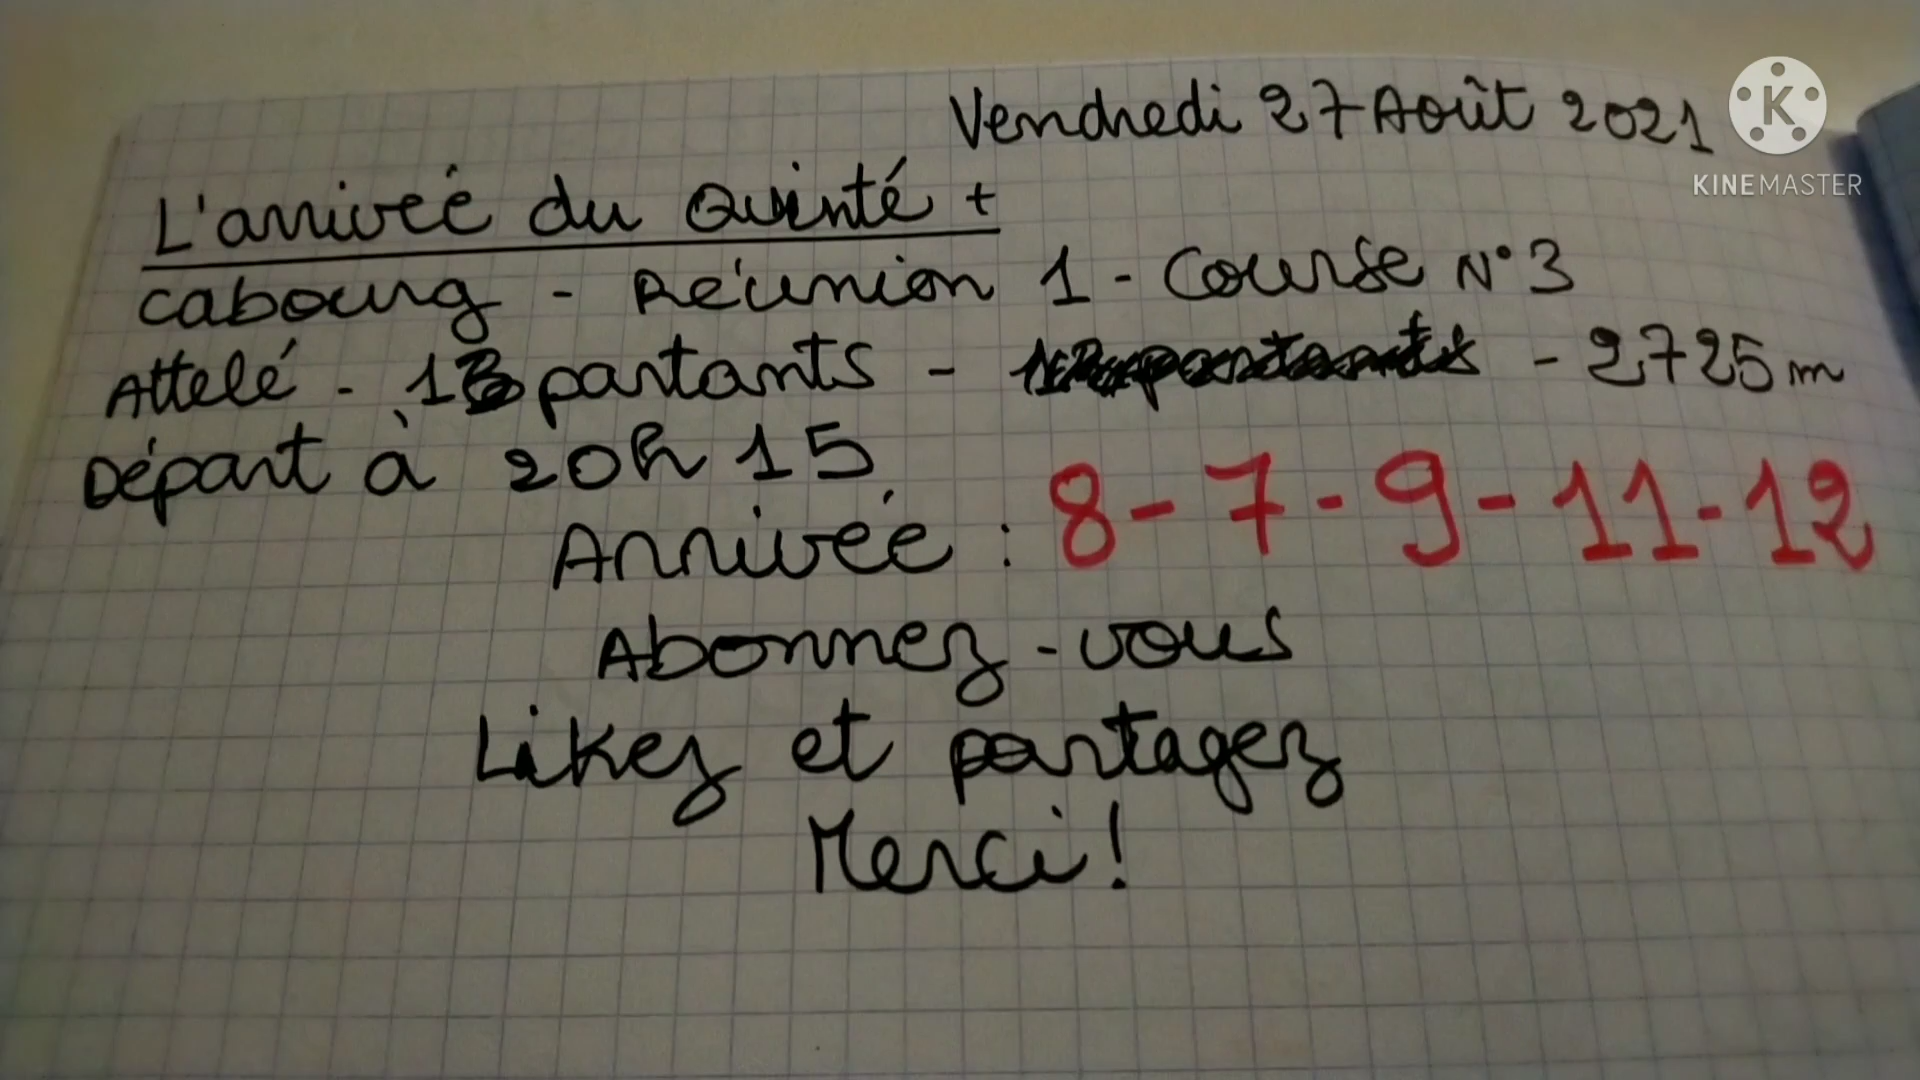 Vendredi 27 Août 2021
KINEMASTER
L'arrivée du Quinté +
Cabourg - Réunion 1 - Course N°3
Attelé - partants - - 2725 m
Départ à 20h15
Arrivée : 8 - 7 - 9 - 11 - 12
Abonnez-vous
Likez et partagez
Merci !